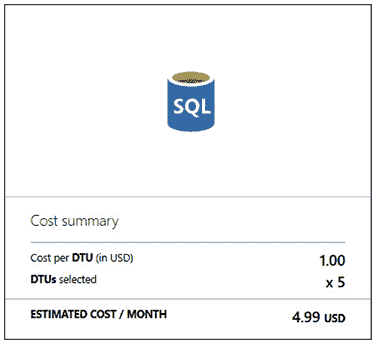 SQL
Cost summary
Cost per DTU (in USD) 1.00
DTUs selected x 5
ESTIMATED COST / MONTH 4.99 USD